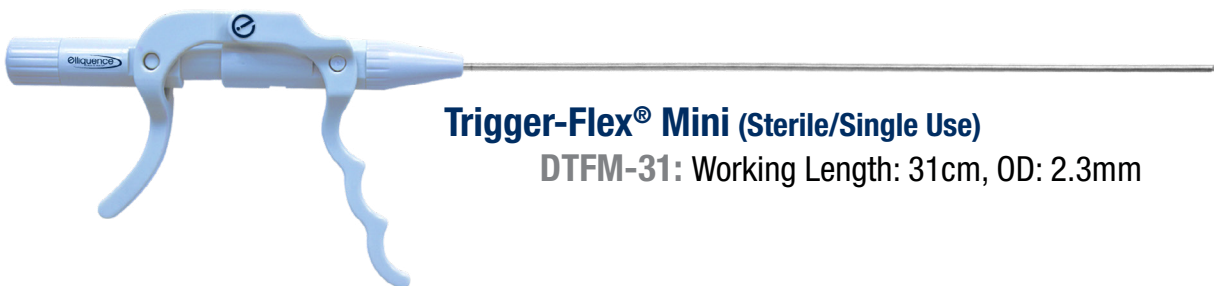 elliquence
Trigger-Flex® Mini (Sterile/Single Use)
DTFM-31: Working Length: 31cm, OD: 2.3mm